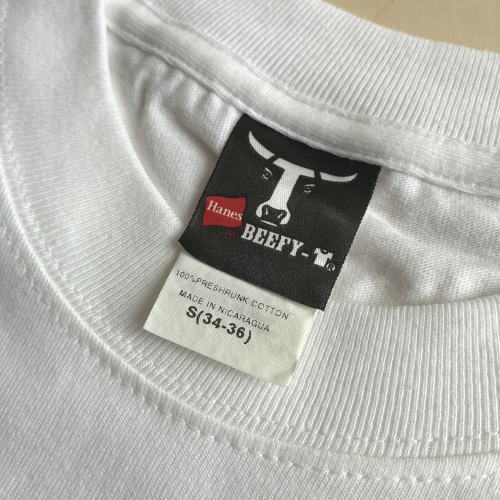 Hanes
BEEFY-T®
100% PRESHRUNK COTTON
MADE IN NICARAGUA
S(34-36)